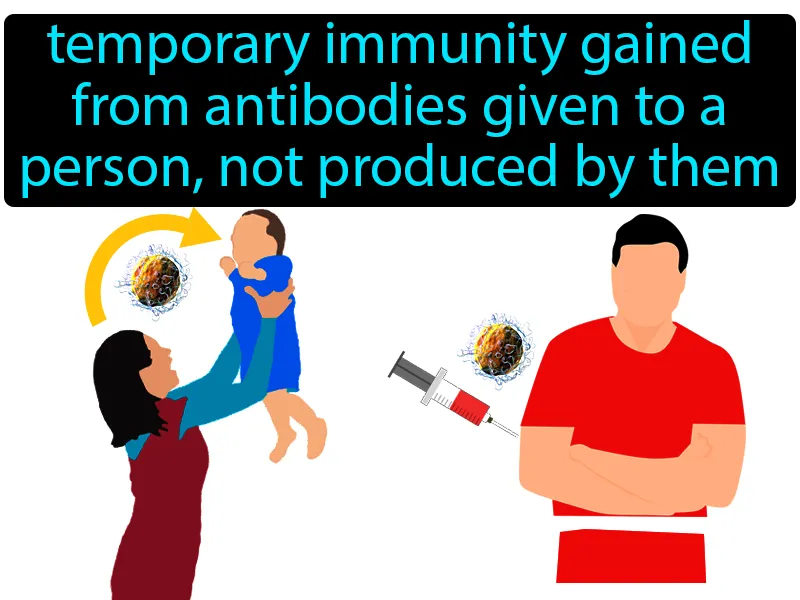 temporary immunity gained
from antibodies given to a
person, not produced by them